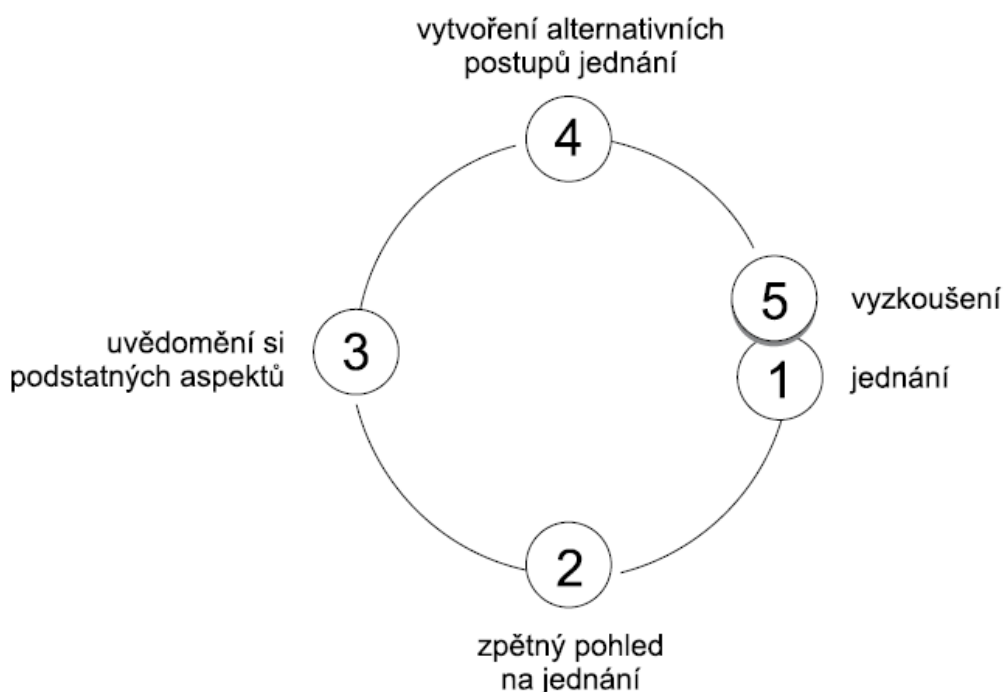 vytvoření alternativních
postupů jednání
4
5
vyzkoušení
uvědomění si
podstatných aspektů
3
1
jednání
2
zpětný pohled
na jednání